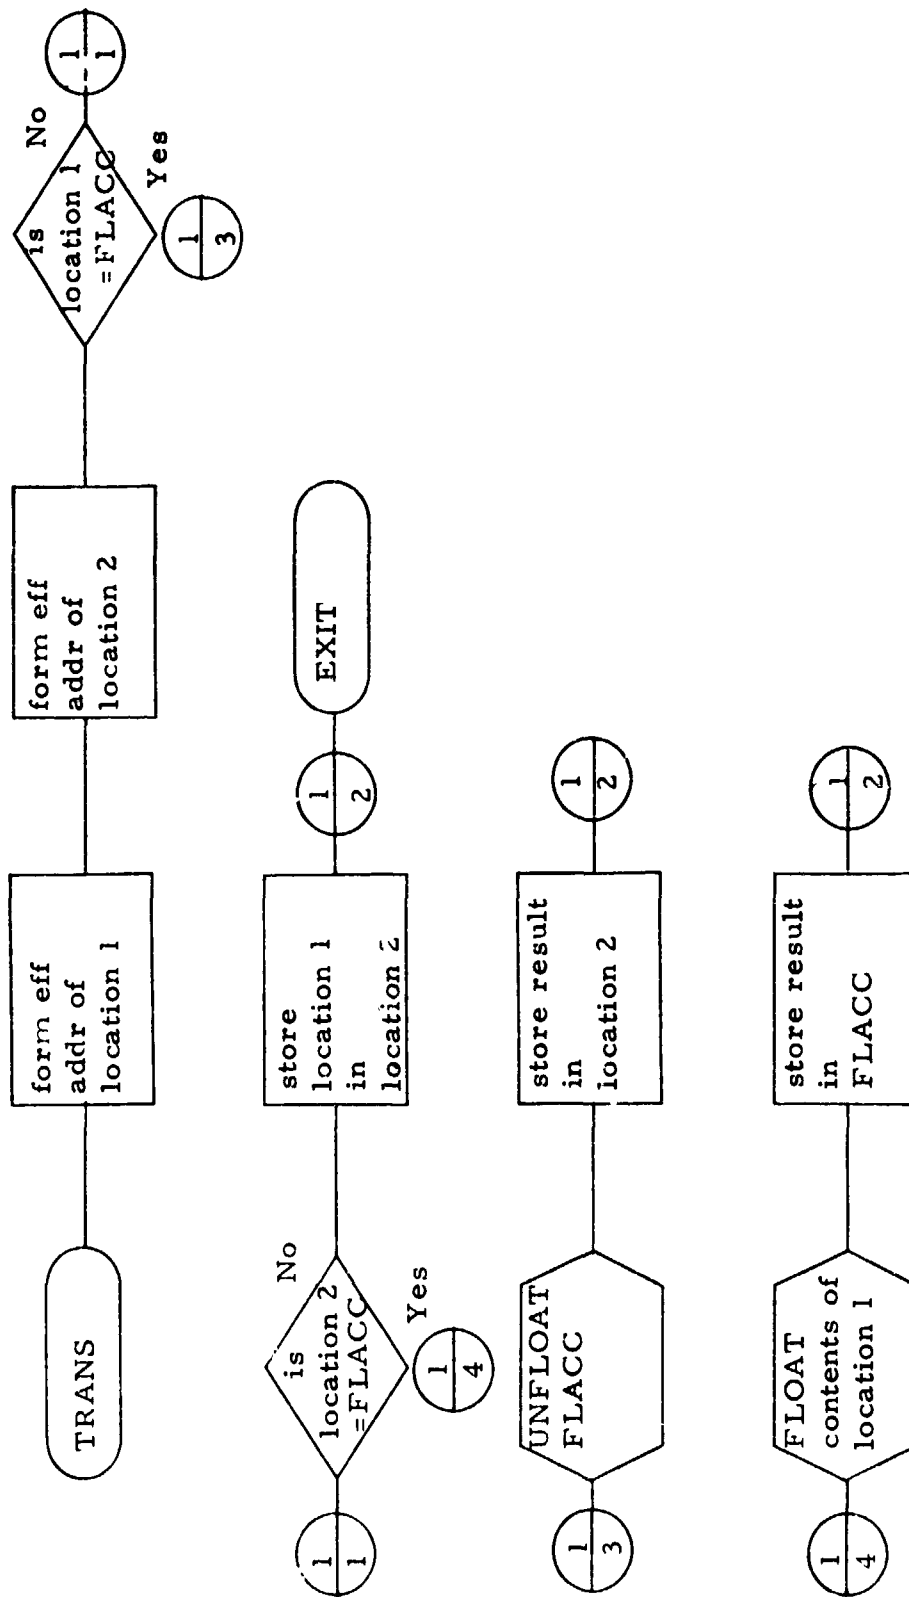 TRANS
form eff
addr of
location 1
form eff
addr of
location 2
is
location 1
=FLACC
No
Yes
1
1
1
3
1
1
is
location 2
=FLACC
No
Yes
1
4
store
location 1
in
location 2
1
2
EXIT
1
3
UNFLOAT
FLACC
store result
in
location 2
1
2
1
4
FLOAT
contents of
location 1
store result
in
FLACC
1
2